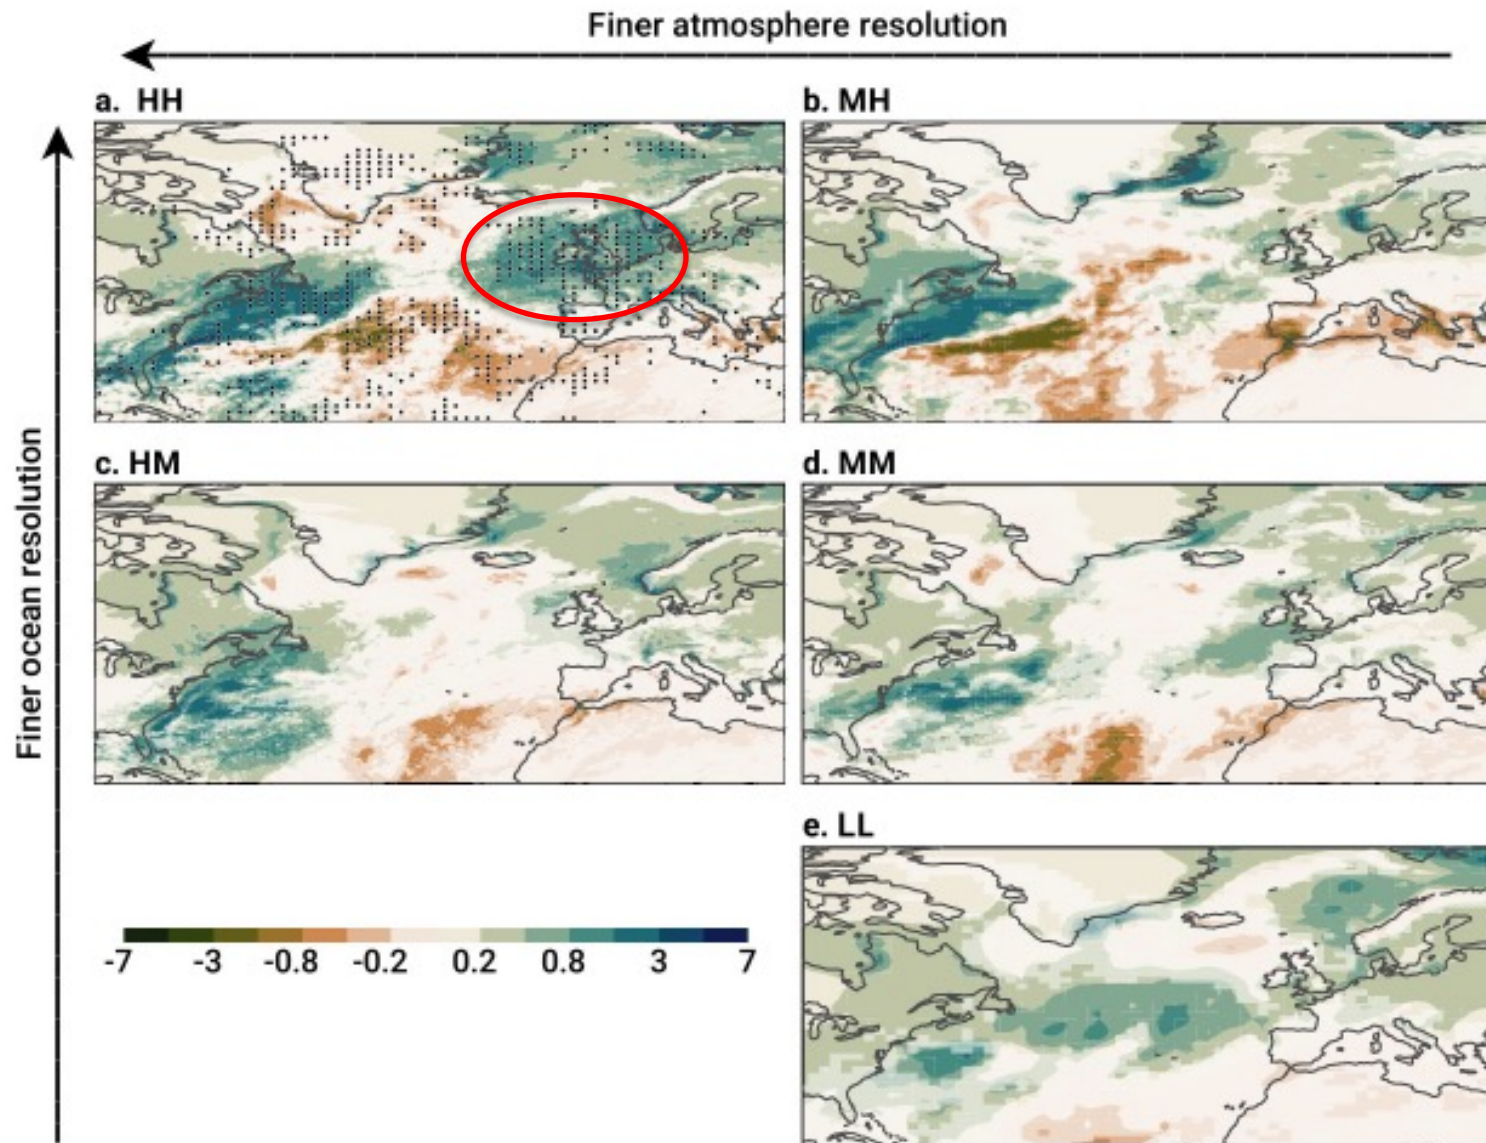 Finer atmosphere resolution
a. HH
b. MH
Finer ocean resolution
c. HM
d. MM
e. LL
-7 -3 -0.8 -0.2 0.2 0.8 3 7